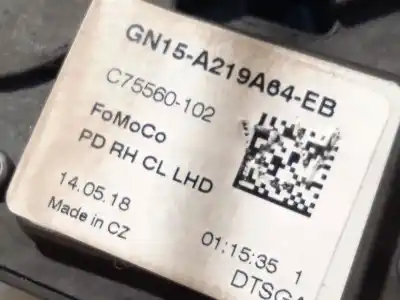 GN15-A219A64-EB
C75560-102
FoMoCo
PD RH CL LHD
14.05.18
01:15:35 1
Made in CZ